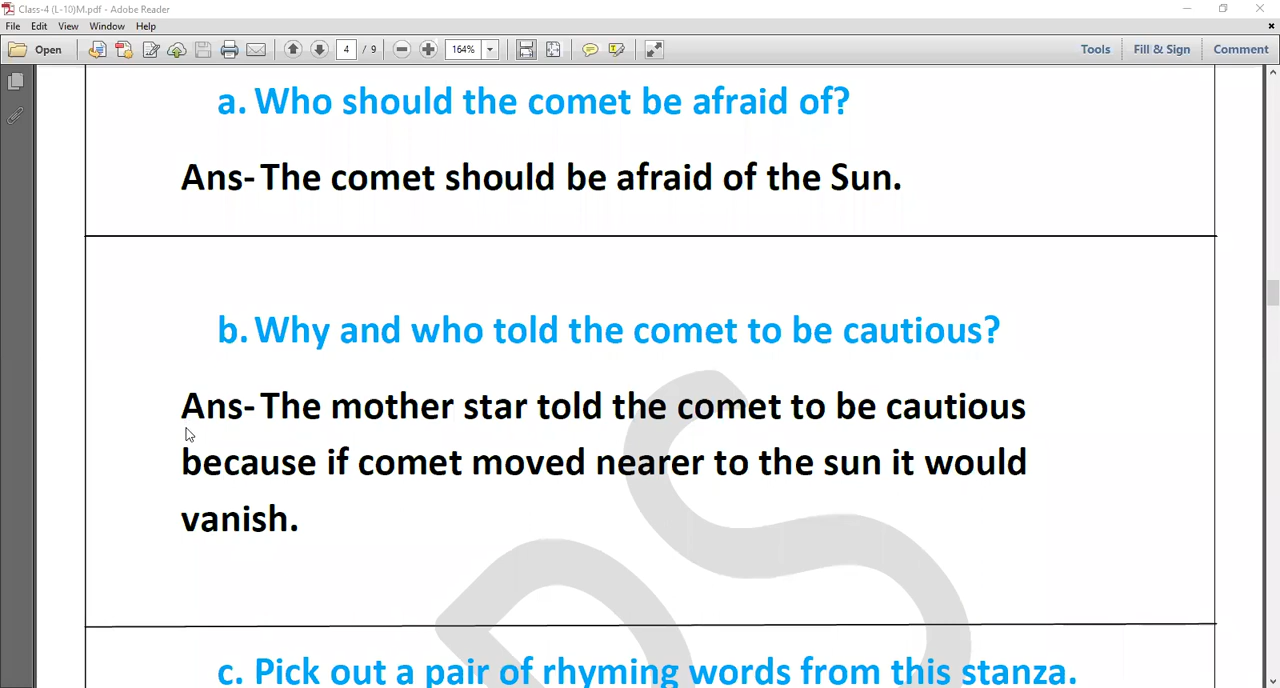 Class-4 (L-10)M.pdf - Adobe Reader
File Edit View Window Help
Open 4 / 9 164% Tools Fill & Sign Comment
a. Who should the comet be afraid of?
Ans- The comet should be afraid of the Sun.
b. Why and who told the comet to be cautious?
Ans- The mother star told the comet to be cautious
because if comet moved nearer to the sun it would
vanish.
c. Pick out a pair of rhyming words from this stanza.
DS